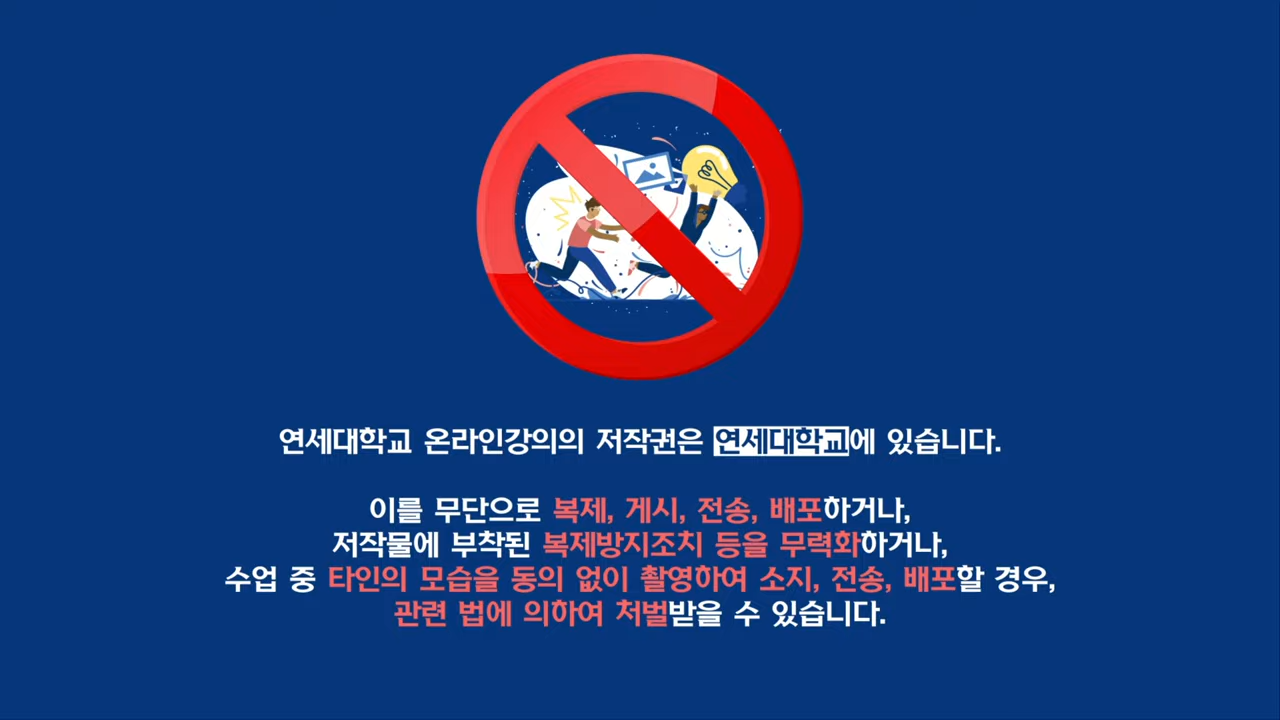 연세대학교 온라인강의의 저작권은 연세대학교에 있습니다.
이를 무단으로 복제, 게시, 전송, 배포하거나,
저작물에 부착된 복제방지조치 등을 무력화하거나,
수업 중 타인의 모습을 동의 없이 촬영하여 소지, 전송, 배포할 경우,
관련 법에 의하여 처벌받을 수 있습니다.